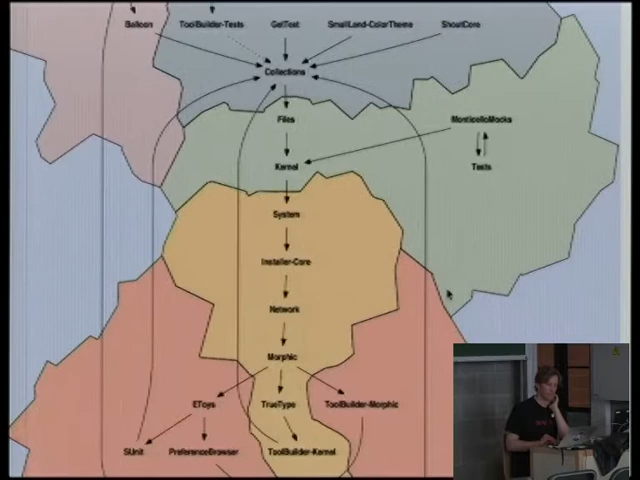 Balloon ToolBuilder-Tests GetText SmallLand-ColorTheme ShoutCore
Collections
Files
MonticelloMocks
Kernel
Tests
System
Installer-Core
Network
Morphic
EToys
TrueType
ToolBuilder-Morphic
SUnit
PreferenceBrowser
ToolBuilder-Kernel